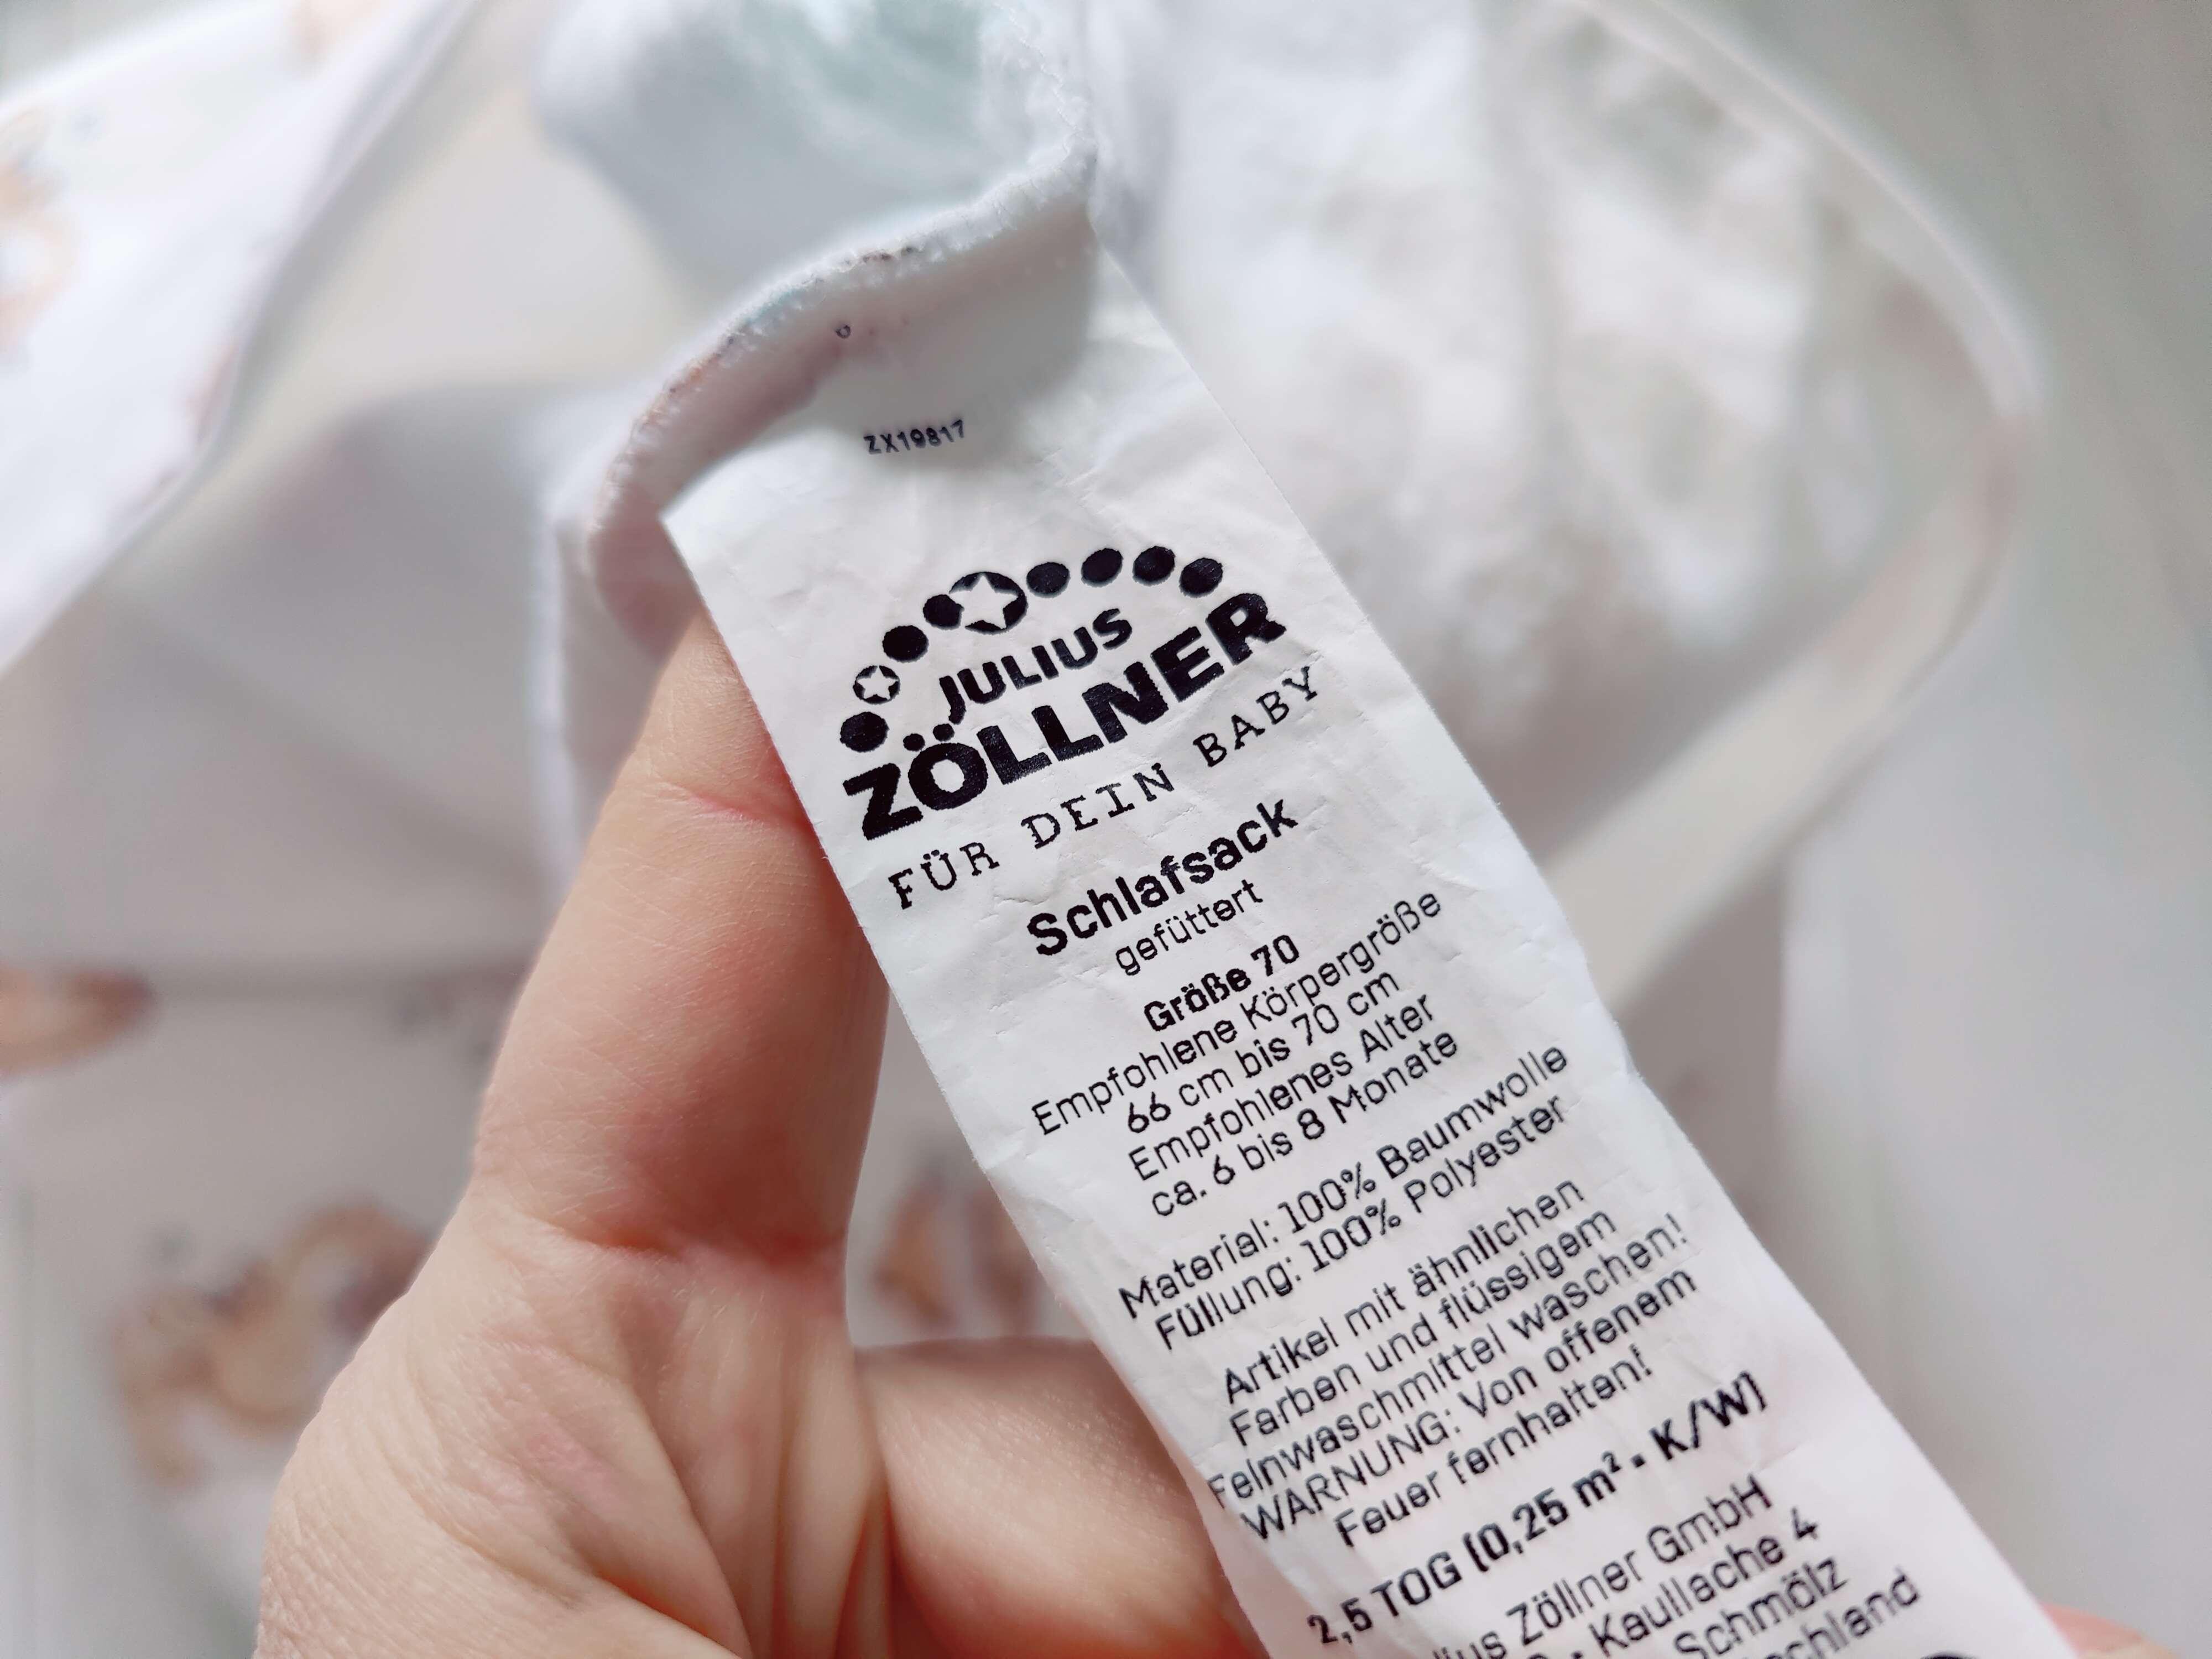 ZX19817
JULIUS
ZÖLLNER
FÜR DEIN BABY
Schlafsack
gefüttert
Größe 70
Empfohlene Körpergröße
66 cm bis 70 cm
Empfohlenes Alter
ca. 6 bis 8 Monate
Material: 100% Baumwolle
Füllung: 100% Polyester
Artikel mit ähnlichen
Farben und flüssigem
Feinwaschmittel waschen!
WARNUNG: Von offenem
Feuer fernhalten!
2,5 TOG (0,25 m² · K/W)
Zöllner GmbH
- Kaullache 4
Schmölz